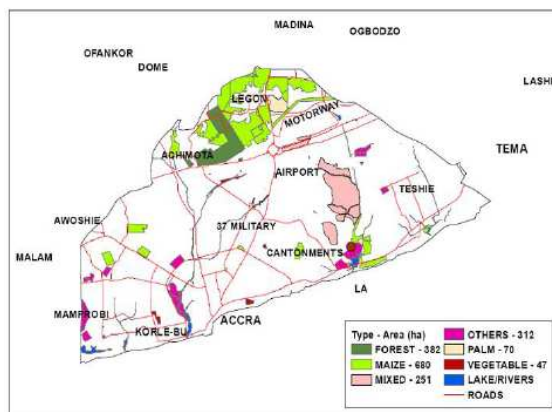 MADINA
OGBODZO
OFANKOR
DOME
LASHI
LEGON
MOTORWAY
TEMA
ACHIMOTA
AIRPORT
TESHIE
AWOSHIE
37 MILITARY
MALAM
CANTONMENTS
LA
MAMPROBI
KORLE-BU
ACCRA
Type - Area (ha)
FOREST - 382
MAIZE - 680
MIXED - 251
OTHERS - 312
PALM - 70
VEGETABLE - 47
LAKE/RIVERS
ROADS